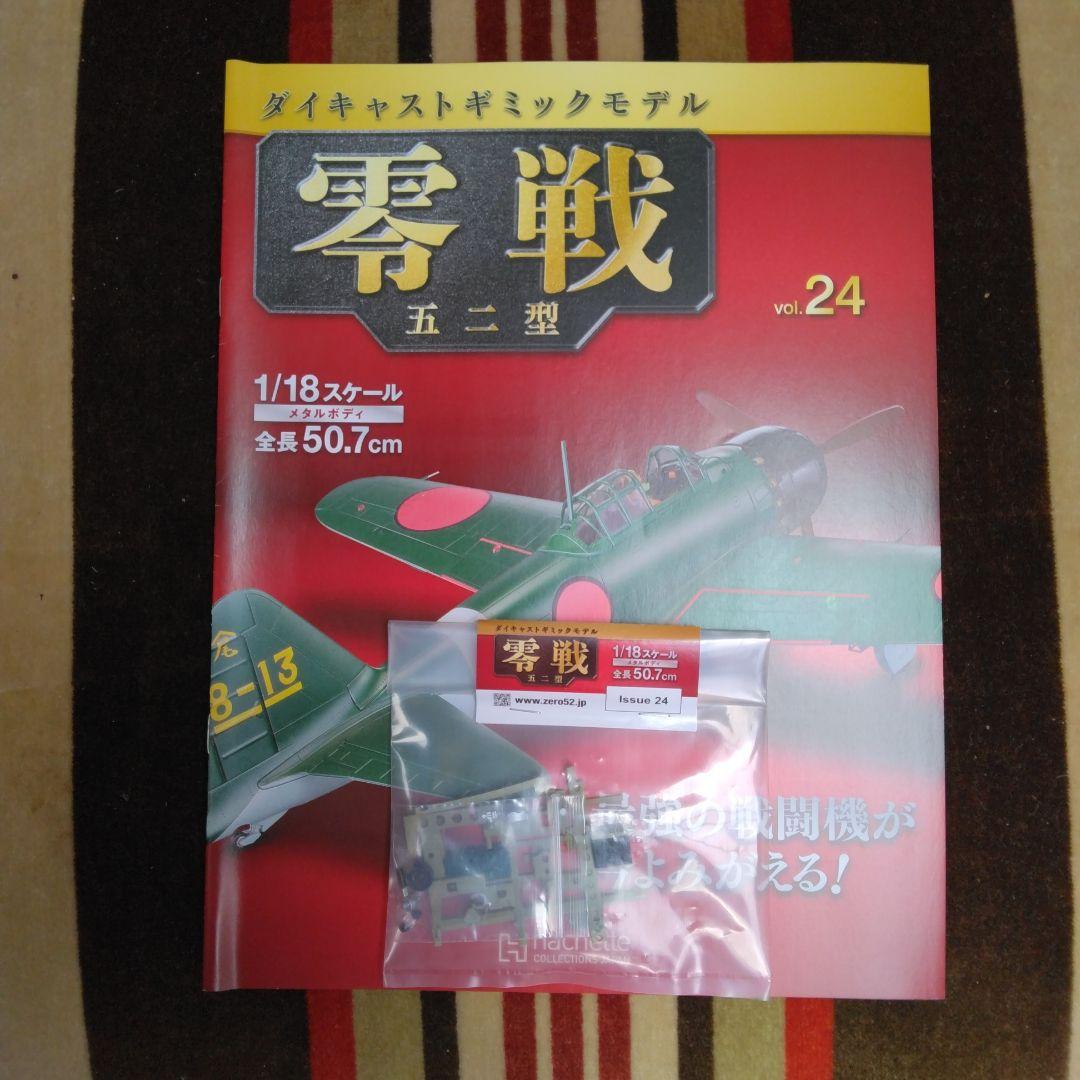 ダイキャストギミックモデル
零戦
五二型
vol.24
1/18スケール
メタルボディ
全長50.7cm
8-13
ダイキャストギミックモデル
零戦
五二型
1/18スケール
メタルボディ
全長50.7cm
www.zero52.jp
Issue 24
最強の戦闘機が
よみがえる!
hachette
COLLECTIONS JAPAN